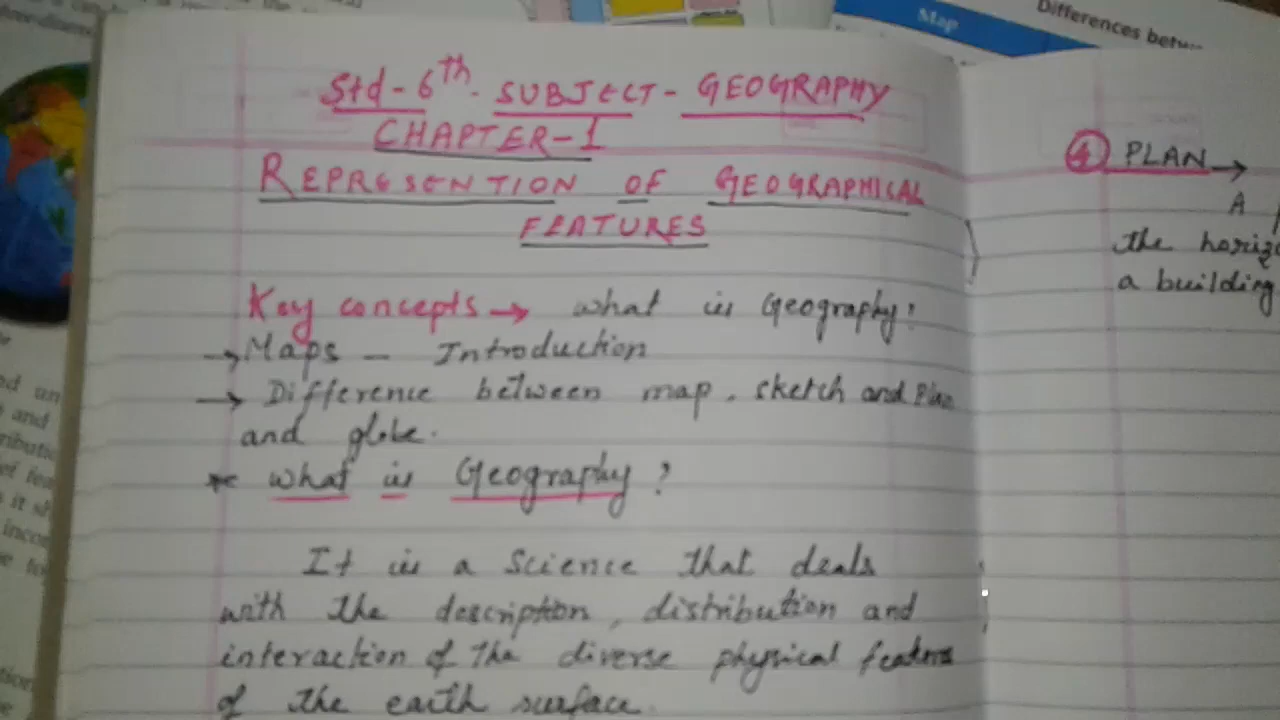 Map
Differences betw
Std - 6th. SUBJECT - GEOGRAPHY
CHAPTER-1
REPRESENTION OF GEOGRAPHICAL
FEATURES
Key concepts → what is Geography?
→ Maps - Introduction
→ Difference between map, sketch and Plan
and globe.
* what is Geography?
It is a science that deals
with the description, distribution and
interaction of the diverse physical features
of the earth surface.
④ PLAN →
A
the horiz
a building